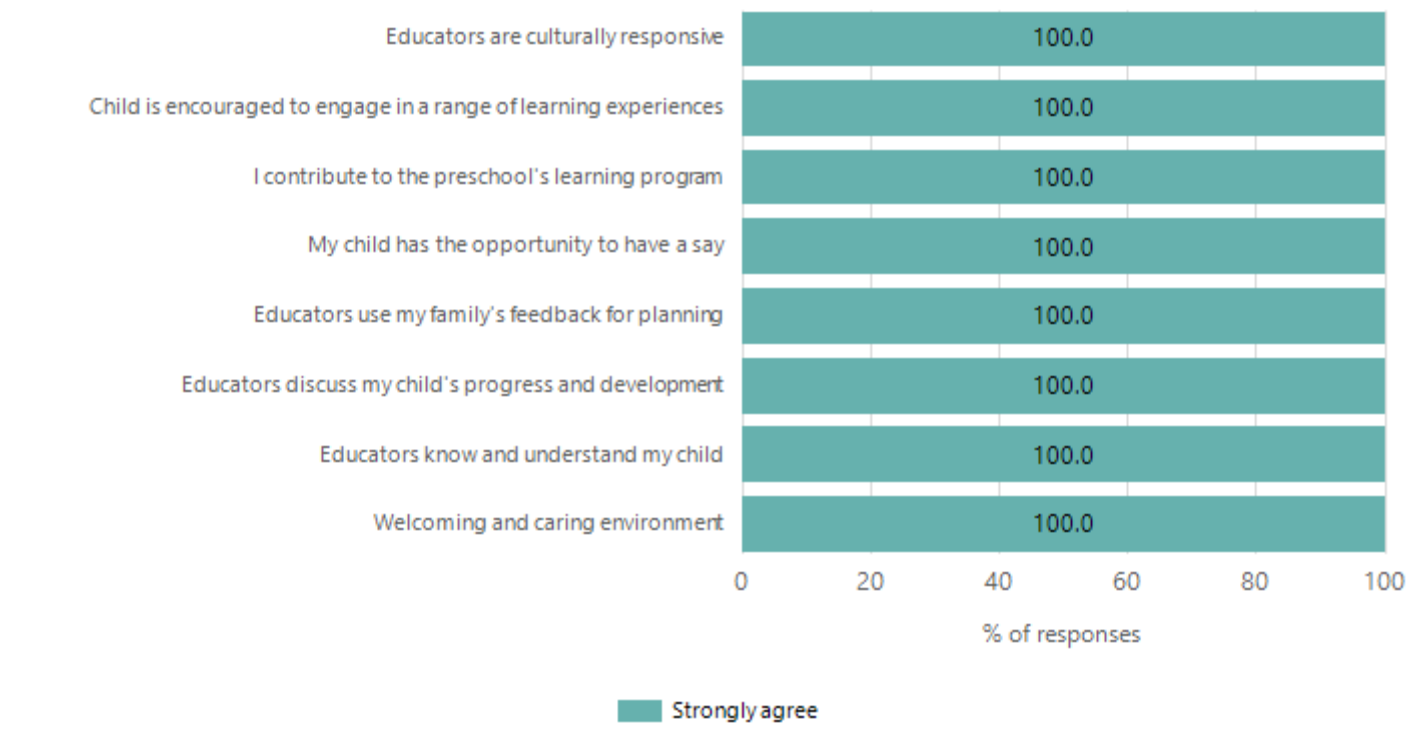 Educators are culturally responsive 100.0
Child is encouraged to engage in a range of learning experiences 100.0
I contribute to the preschool's learning program 100.0
My child has the opportunity to have a say 100.0
Educators use my family's feedback for planning 100.0
Educators discuss my child's progress and development 100.0
Educators know and understand my child 100.0
Welcoming and caring environment 100.0
0 20 40 60 80 100
% of responses
Strongly agree